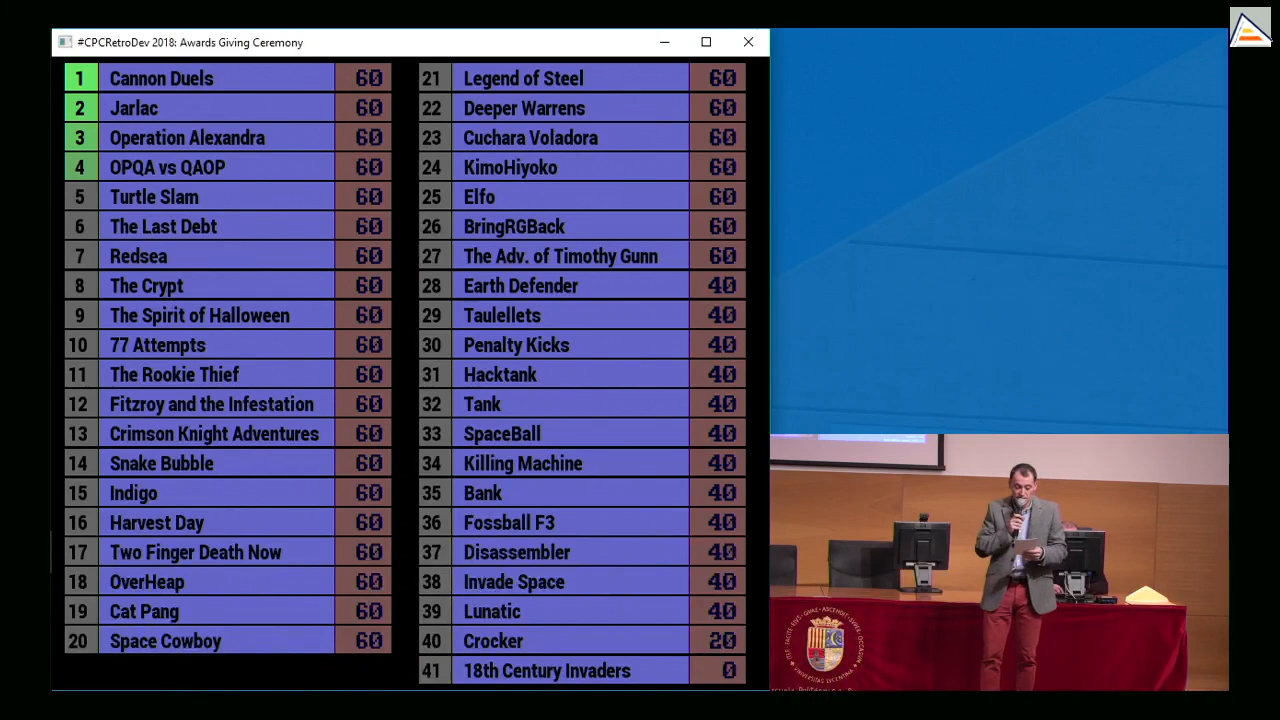 #CPCRetroDev 2018: Awards Giving Ceremony
1 Cannon Duels 60
2 Jarlac 60
3 Operation Alexandra 60
4 OPQA vs QAOP 60
5 Turtle Slam 60
6 The Last Debt 60
7 Redsea 60
8 The Crypt 60
9 The Spirit of Halloween 60
10 77 Attempts 60
11 The Rookie Thief 60
12 Fitzroy and the Infestation 60
13 Crimson Knight Adventures 60
14 Snake Bubble 60
15 Indigo 60
16 Harvest Day 60
17 Two Finger Death Now 60
18 OverHeap 60
19 Cat Pang 60
20 Space Cowboy 60
21 Legend of Steel 60
22 Deeper Warrens 60
23 Cuchara Voladora 60
24 KimoHiyoko 60
25 Elfo 60
26 BringRGBack 60
27 The Adv. of Timothy Gunn 60
28 Earth Defender 40
29 Taulellets 40
30 Penalty Kicks 40
31 Hacktank 40
32 Tank 40
33 SpaceBall 40
34 Killing Machine 40
35 Bank 40
36 Fossball F3 40
37 Disassembler 40
38 Invade Space 40
39 Lunatic 40
40 Crocker 20
41 18th Century Invaders 0